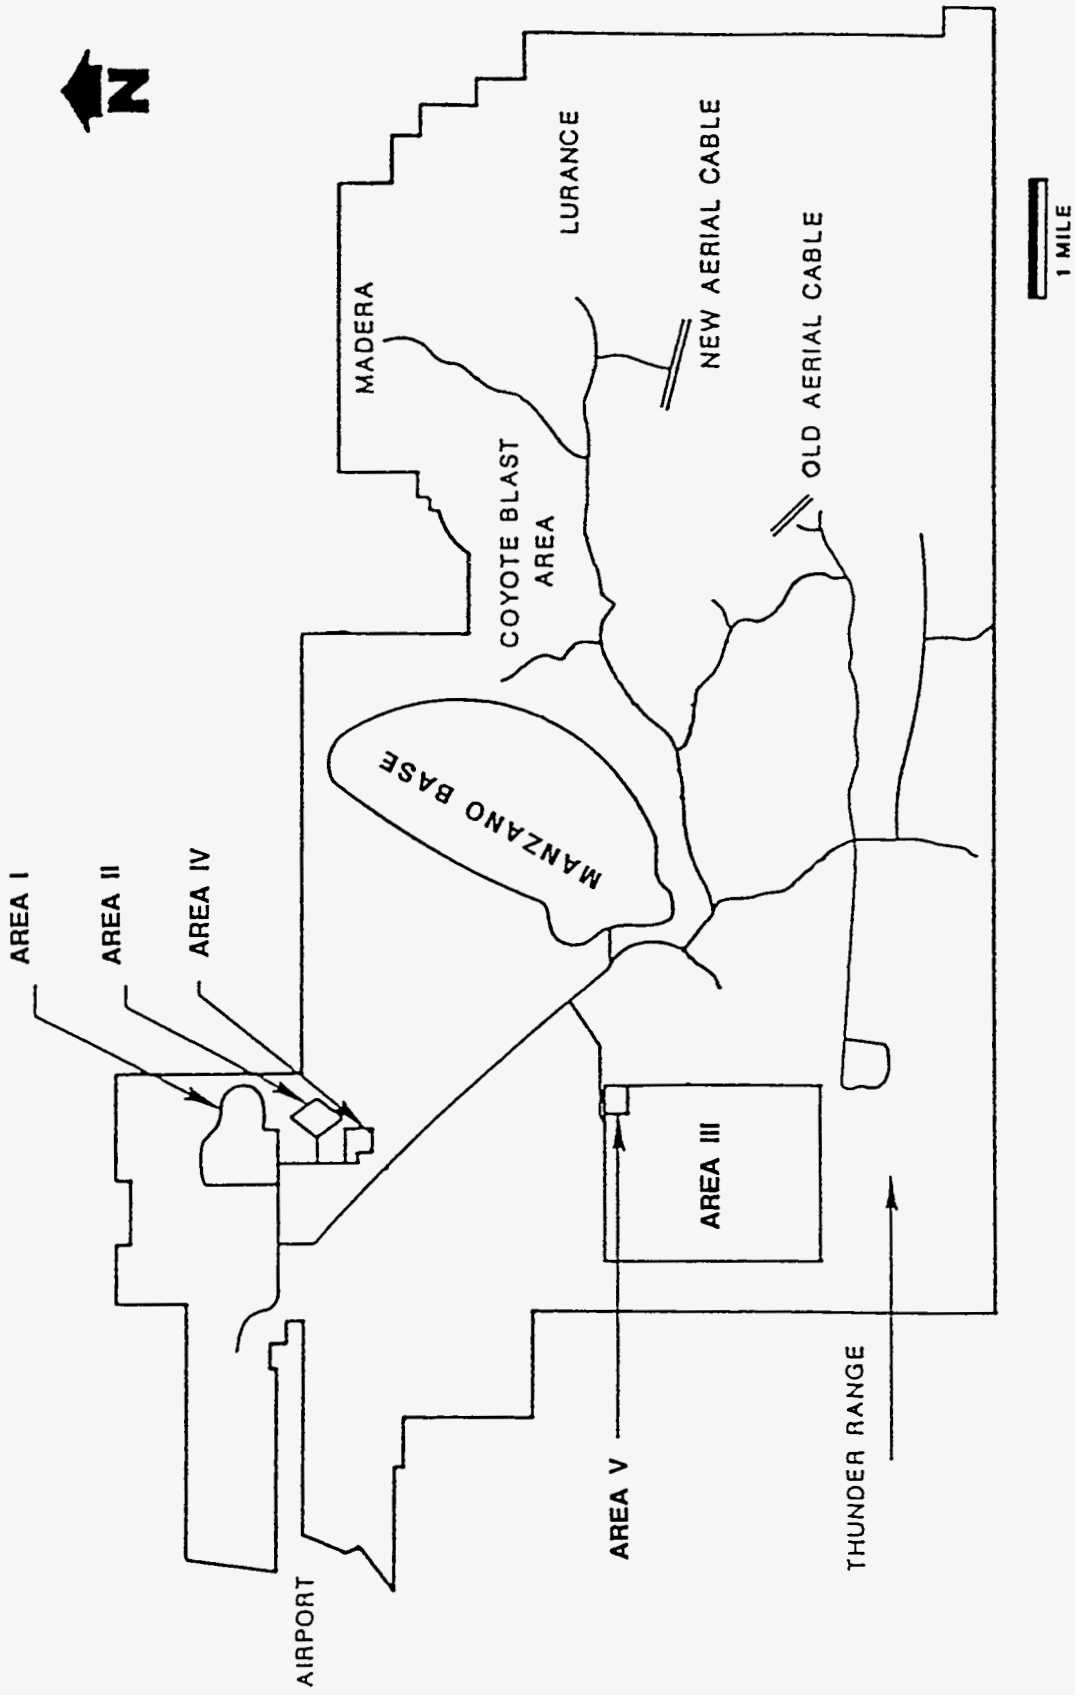 N
AREA I
AREA II
AREA IV
MADERA
LURANCE
COYOTE BLAST
AREA
NEW AERIAL CABLE
OLD AERIAL CABLE
MANZANO BASE
AIRPORT
AREA III
AREA V
THUNDER RANGE
1 MILE